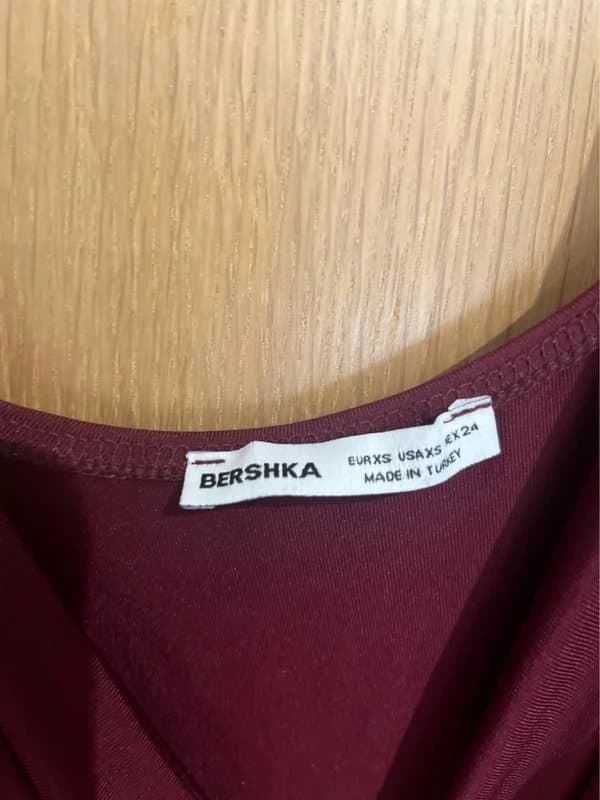 BERSHKA
EUR XS USA XS MEX 24
MADE IN TURKEY